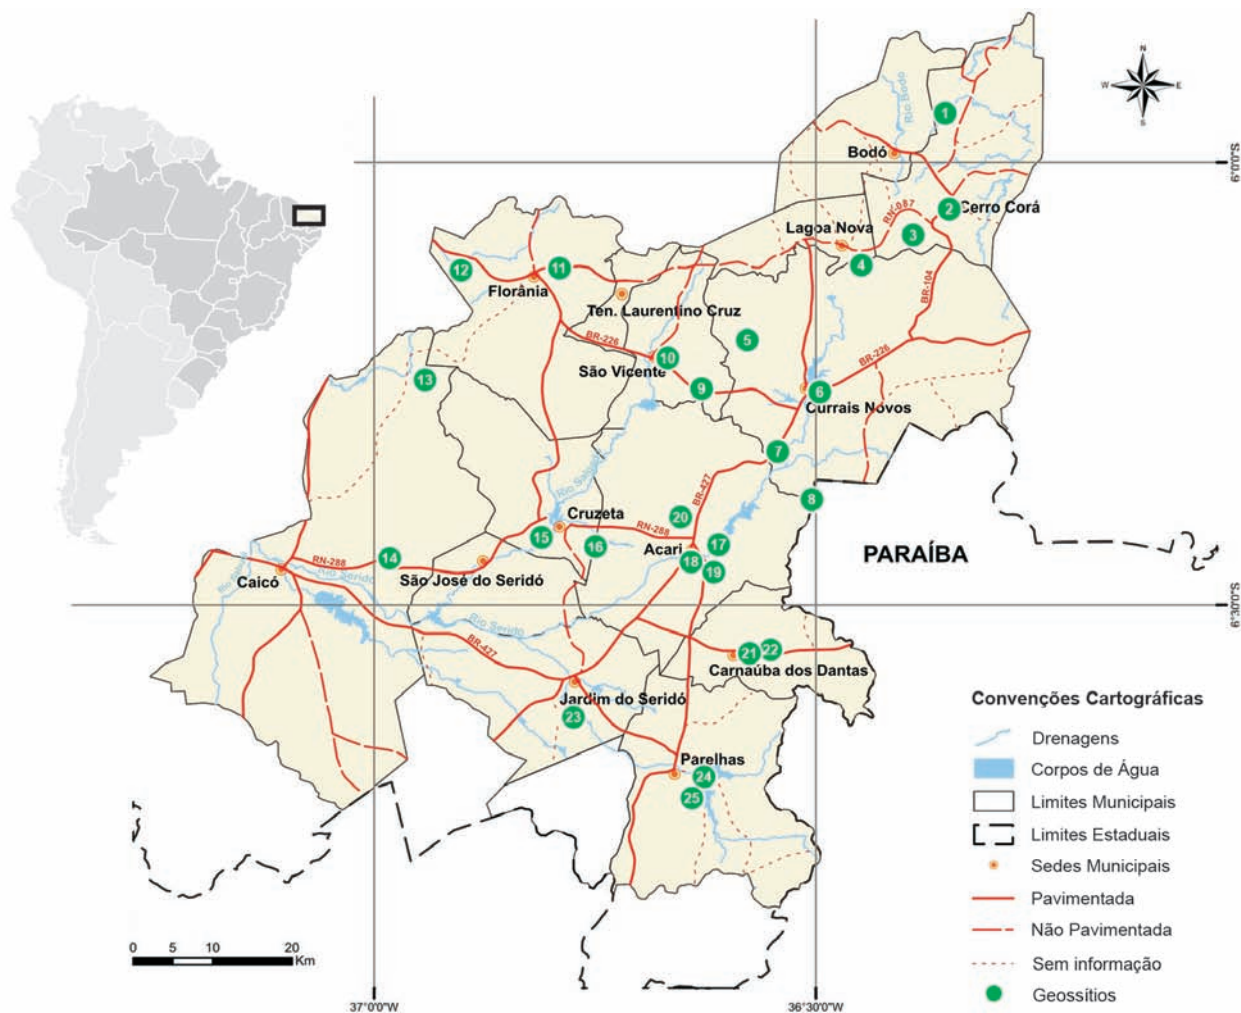 N
W E
S
1
Rio Bodó
Bodó
6°0'0"S
2
Cerro Corá
RN-087
3
Lagoa Nova
4
12
11
Florânia
BR-104
Ten. Laurentino Cruz
BR-226
5
BR-226
10
São Vicente
13
9
6
Currais Novos
7
Rio Salgado
BR-427
8
20
Cruzeta
RN-288
15
16
Acari
17
PARAÍBA
18
19
14
RN-288
São José do Seridó
Caicó
Rio Seridó
6°30'0"S
Rio Seridó
BR-427
21
22
Carnaúba dos Dantas
Jardim do Seridó
23
Parelhas
24
25
Convenções Cartográficas
Drenagens
Corpos de Água
Limites Municipais
Limites Estaduais
Sedes Municipais
Pavimentada
Não Pavimentada
Sem informação
Geossítios
0 5 10 20
Km
37°0'0"W
36°30'0"W